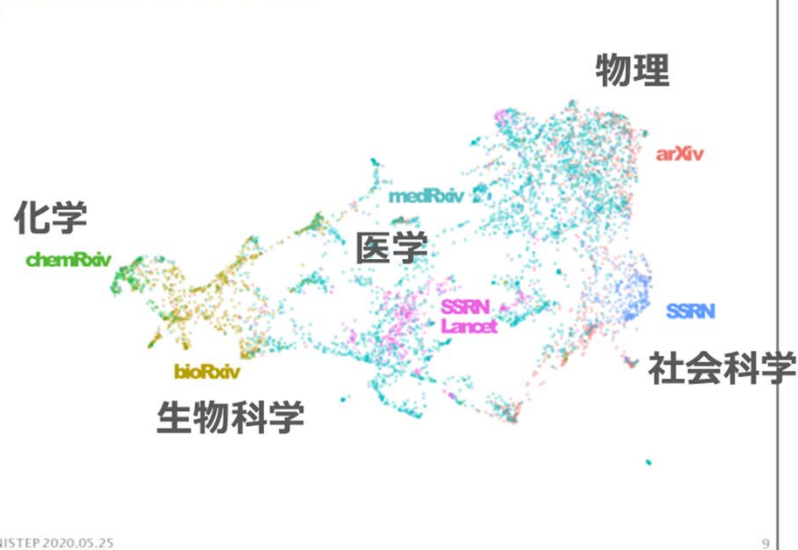 物理
arXiv
medRxiv
化学
医学
chemRxiv
SSRN
Lancet
SSRN
bioRxiv
社会科学
生物科学
NISTEP 2020.05.25
9